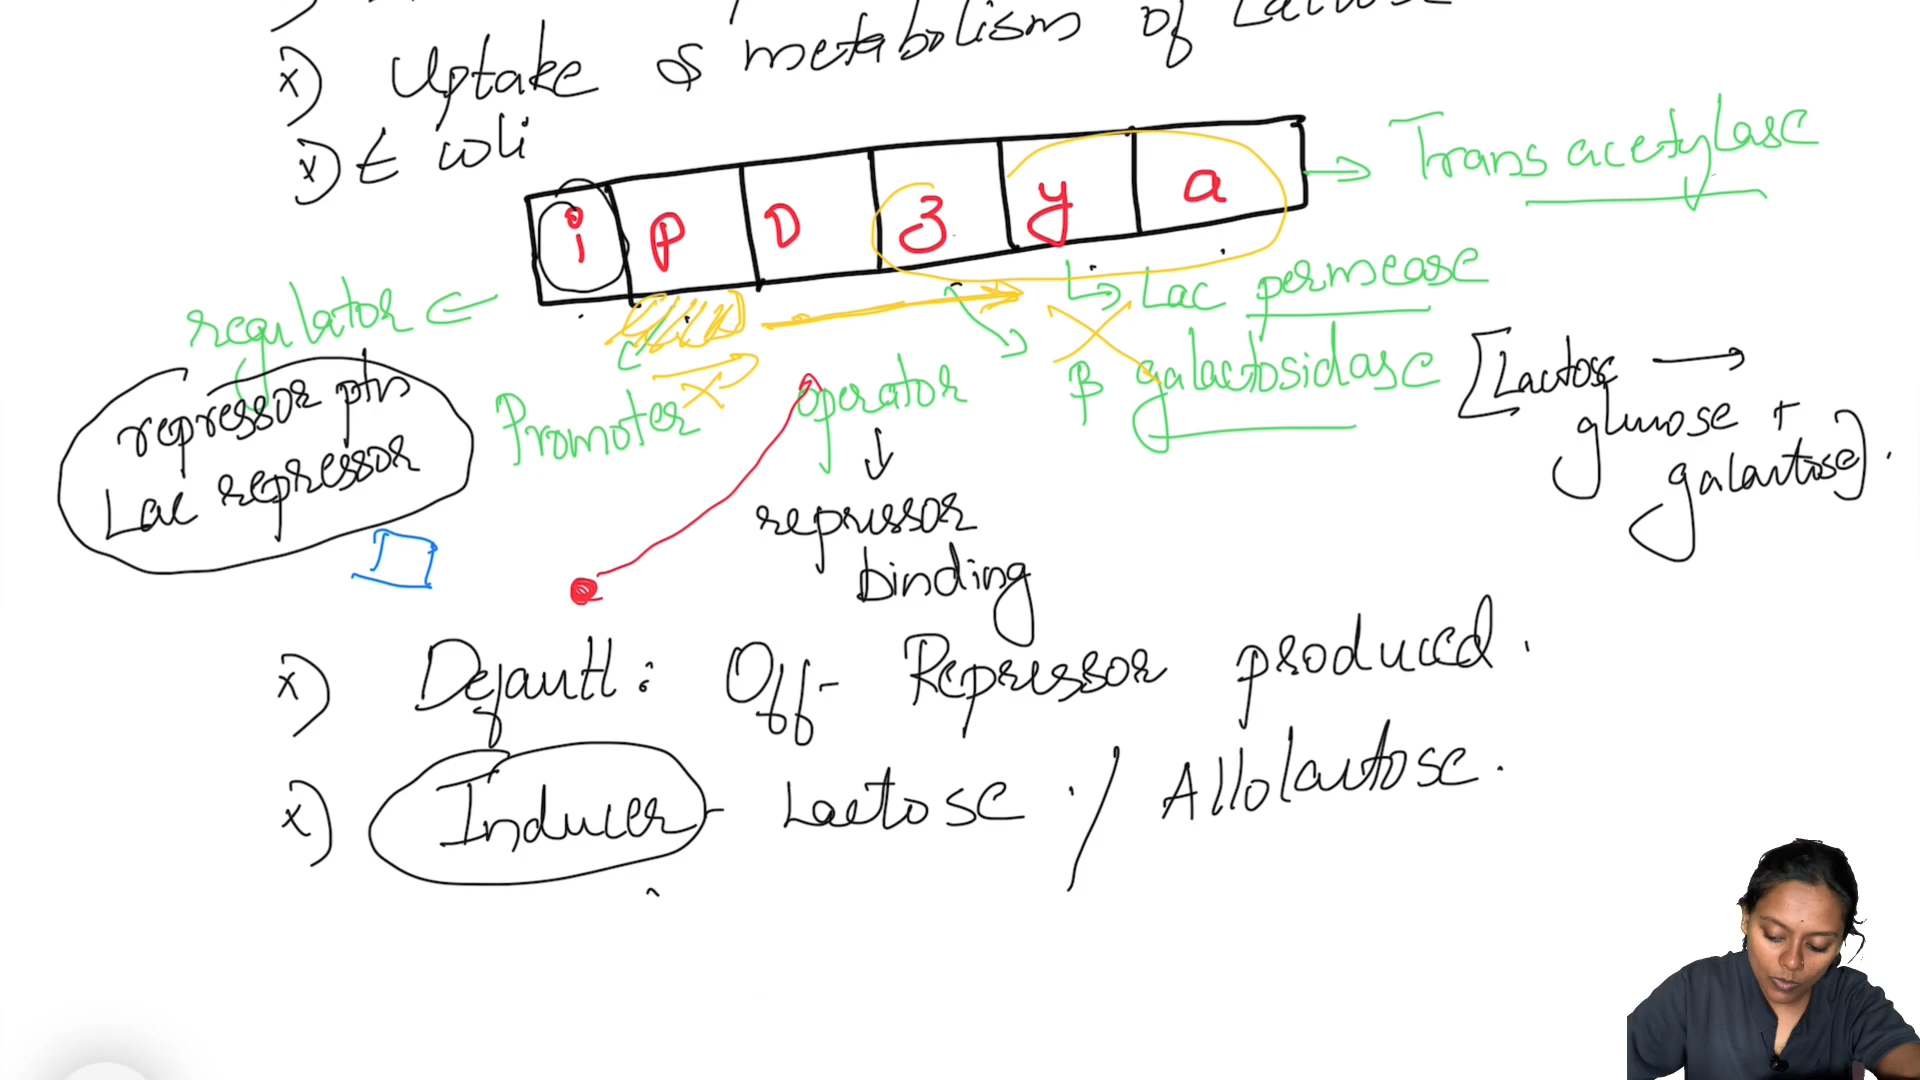 x) Uptake & metabolism of Lactose
x) E coli
i p o z y a
Trans acetylase
Lac permease
β galactosidase
[Lactose →
glucose +
galactose].
regulator
repressor ptn
Lac repressor
Promoter
operator
repressor
binding
x) Default: Off - Repressor produced.
x) Inducer - Lactose / Allolactose.